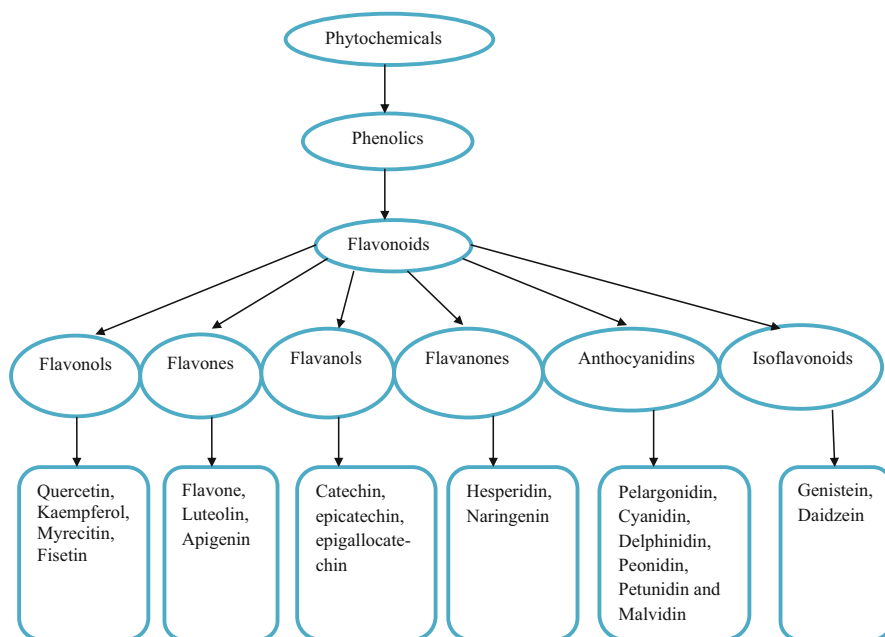 Phytochemicals
Phenolics
Flavonoids
Flavonols
Flavones
Flavanols
Flavanones
Anthocyanidins
Isoflavonoids
Quercetin,
Kaempferol,
Myrecitin,
Fisetin
Flavone,
Luteolin,
Apigenin
Catechin,
epicatechin,
epigallocate-
chin
Hesperidin,
Naringenin
Pelargonidin,
Cyanidin,
Delphinidin,
Peonidin,
Petunidin and
Malvidin
Genistein,
Daidzein